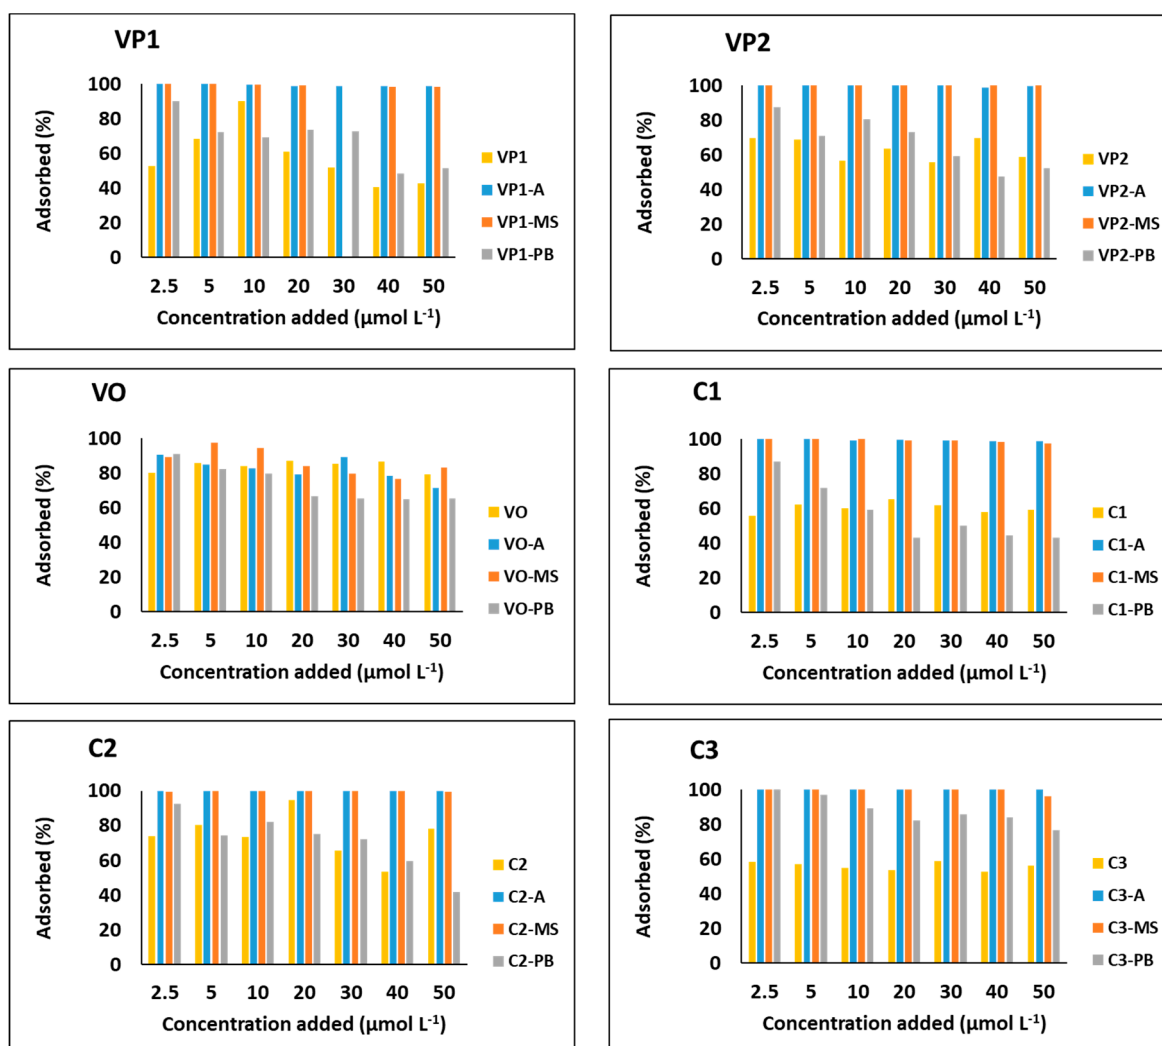 VP1
100
80
60
40
20
0
Adsorbed (%)
2.5 5 10 20 30 40 50
Concentration added (µmol L⁻¹)
VP1
VP1-A
VP1-MS
VP1-PB
VP2
100
80
60
40
20
0
Adsorbed (%)
2.5 5 10 20 30 40 50
Concentration added (µmol L⁻¹)
VP2
VP2-A
VP2-MS
VP2-PB
VO
100
80
60
40
20
0
Adsorbed (%)
2.5 5 10 20 30 40 50
Concentration added (µmol L⁻¹)
VO
VO-A
VO-MS
VO-PB
C1
100
80
60
40
20
0
Adsorbed (%)
2.5 5 10 20 30 40 50
Concentration added (µmol L⁻¹)
C1
C1-A
C1-MS
C1-PB
C2
100
80
60
40
20
0
Adsorbed (%)
2.5 5 10 20 30 40 50
Concentration added (µmol L⁻¹)
C2
C2-A
C2-MS
C2-PB
C3
100
80
60
40
20
0
Adsorbed (%)
2.5 5 10 20 30 40 50
Concentration added (µmol L⁻¹)
C3
C3-A
C3-MS
C3-PB